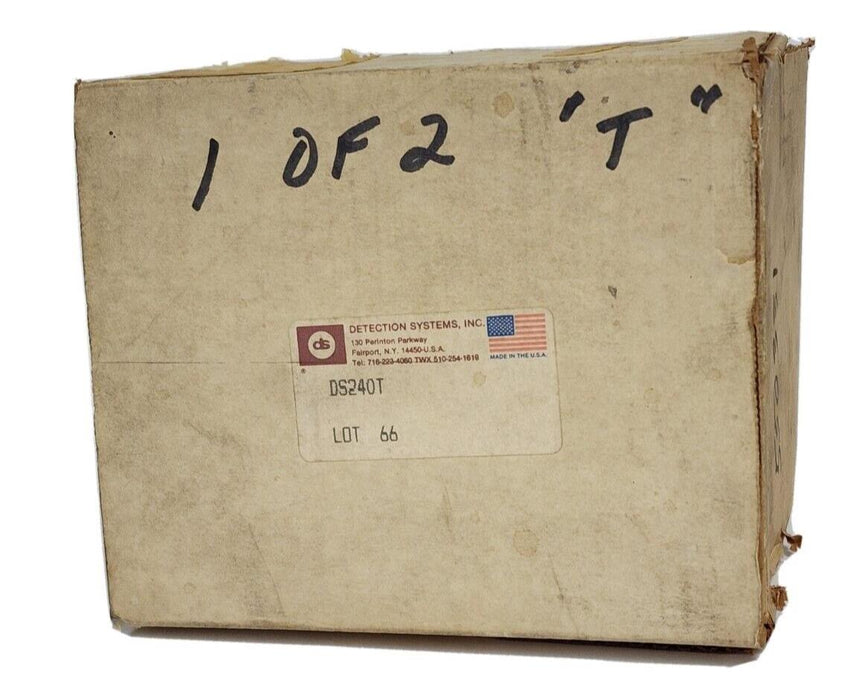 1 OF 2 'T"
ds
DETECTION SYSTEMS, INC.
130 Perinton Parkway
Fairport, N.Y. 14450-U.S.A.
Tel: 716-223-4060 TWX 510-254-1616
®
MADE IN THE U.S.A.
DS240T
LOT 66